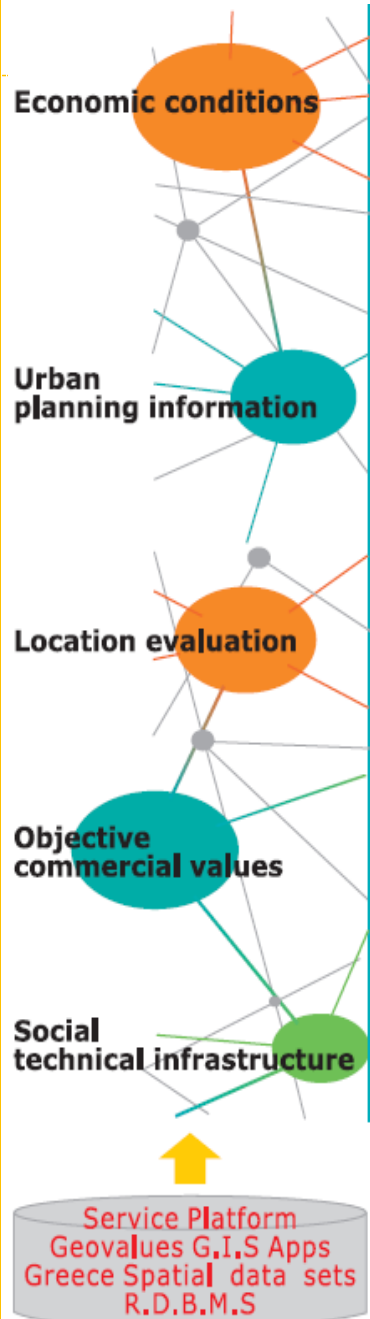 Economic conditions
Urban
planning information
Location evaluation
Objective
commercial values
Social
technical infrastructure
Service Platform
Geovalues G.I.S Apps
Greece Spatial data sets
R.D.B.M.S